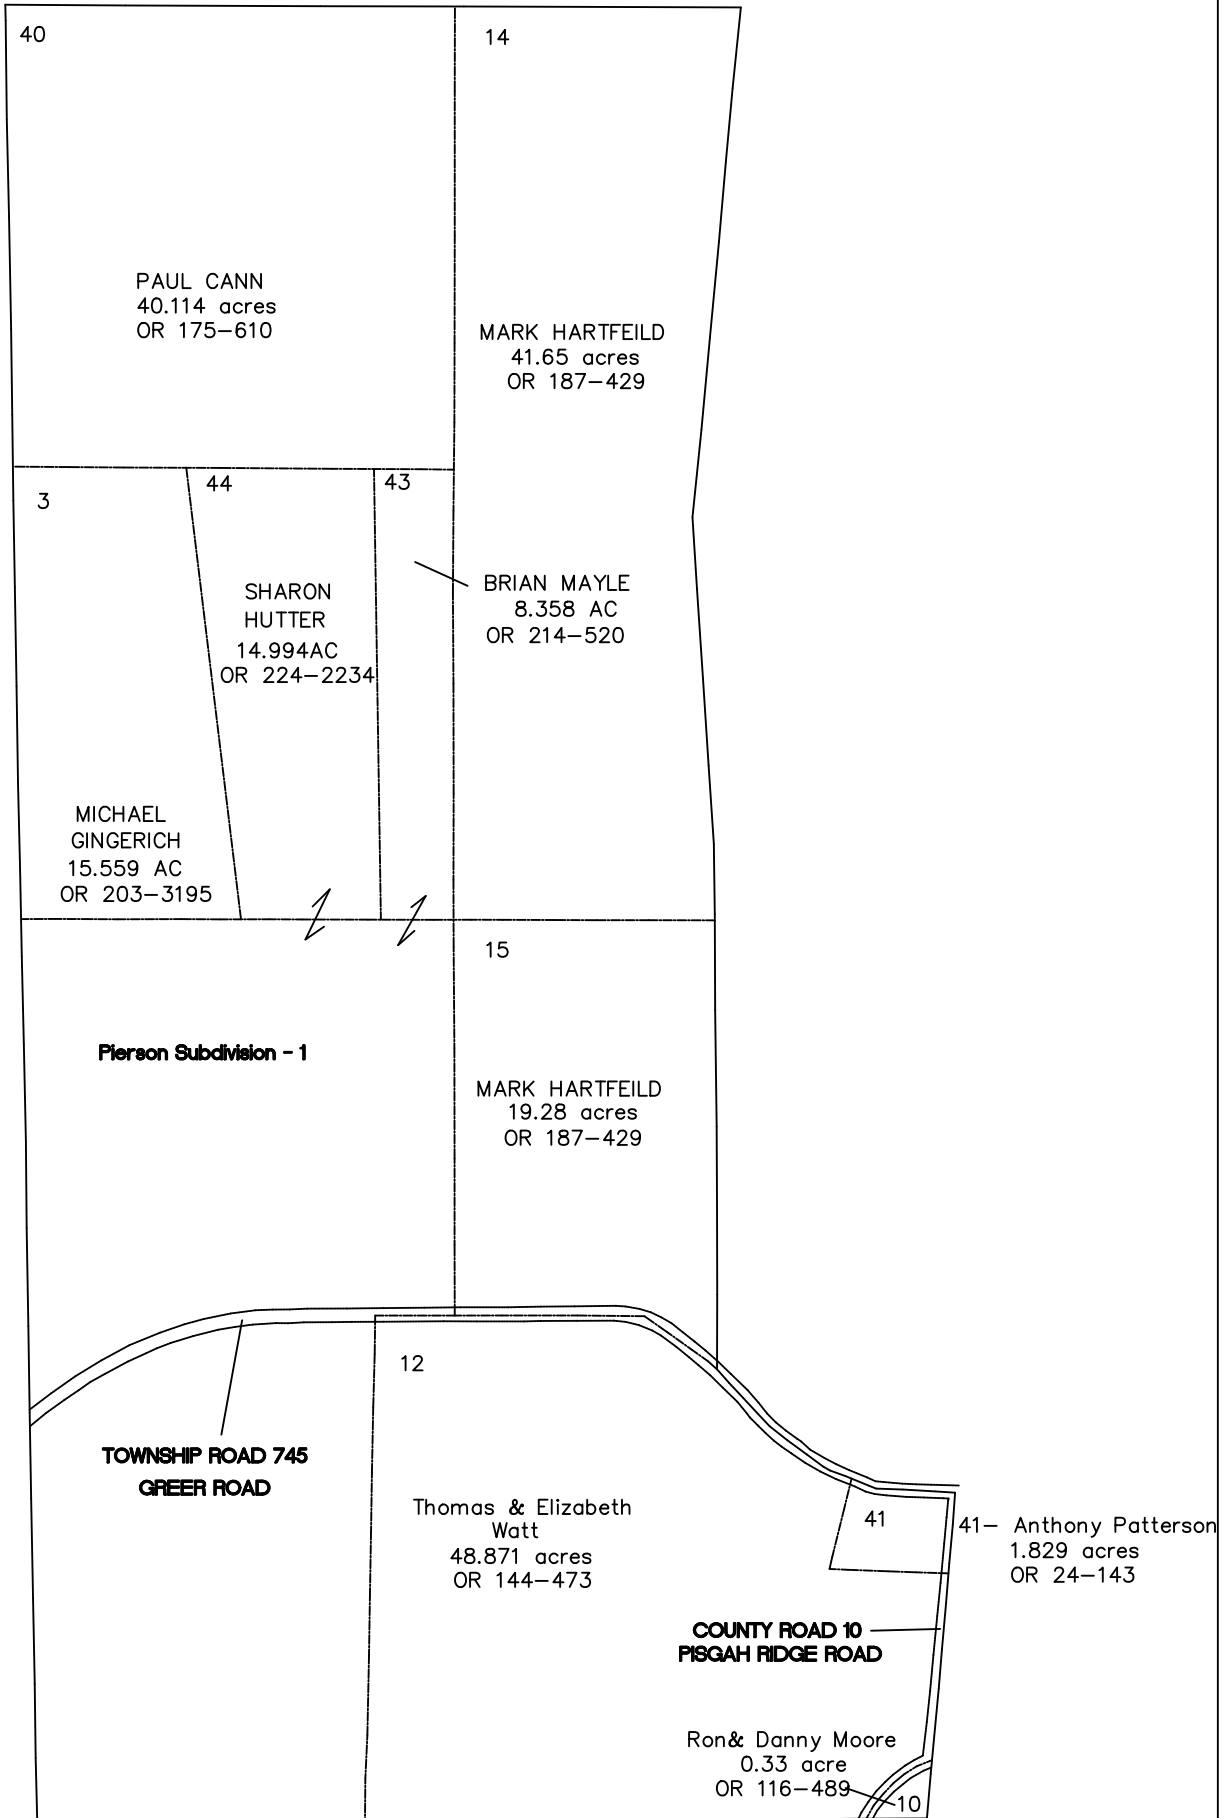 40
14
PAUL CANN
40.114 acres
OR 175-610
MARK HARTFEILD
41.65 acres
OR 187-429
3
44
43
SHARON
HUTTER
14.994AC
OR 224-2234
BRIAN MAYLE
8.358 AC
OR 214-520
MICHAEL
GINGERICH
15.559 AC
OR 203-3195
15
Pierson Subdivision - 1
MARK HARTFEILD
19.28 acres
OR 187-429
12
TOWNSHIP ROAD 745
GREER ROAD
Thomas & Elizabeth
Watt
48.871 acres
OR 144-473
41
41- Anthony Patterson
1.829 acres
OR 24-143
COUNTY ROAD 10
PISGAH RIDGE ROAD
Ron& Danny Moore
0.33 acre
OR 116-489
10